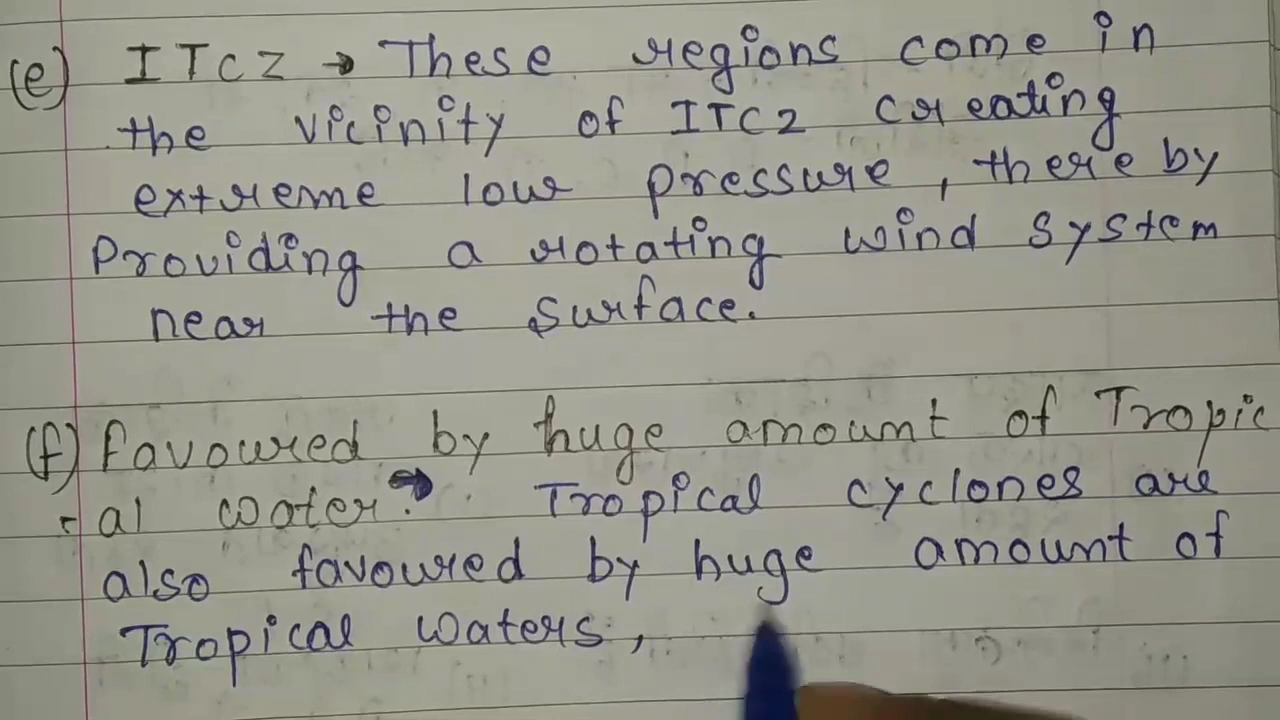 (e) ITCZ → These regions come in
the vicinity of ITCZ creating
extreme low pressure, there by
Providing a rotating wind system
near the surface.
(f) favoured by huge amount of Tropic
-al water → Tropical cyclones are
also favoured by huge amount of
Tropical waters,